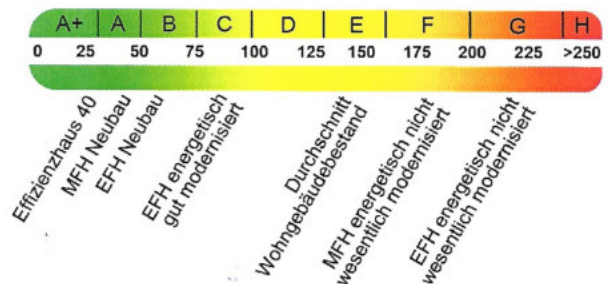 A+ A B C D E F G H
0 25 50 75 100 125 150 175 200 225 >250
Effizienzhaus 40
MFH Neubau
EFH Neubau
EFH energetisch
gut modernisiert
Durchschnitt
Wohngebäudebestand
MFH energetisch nicht
wesentlich modernisiert
EFH energetisch nicht
wesentlich modernisiert